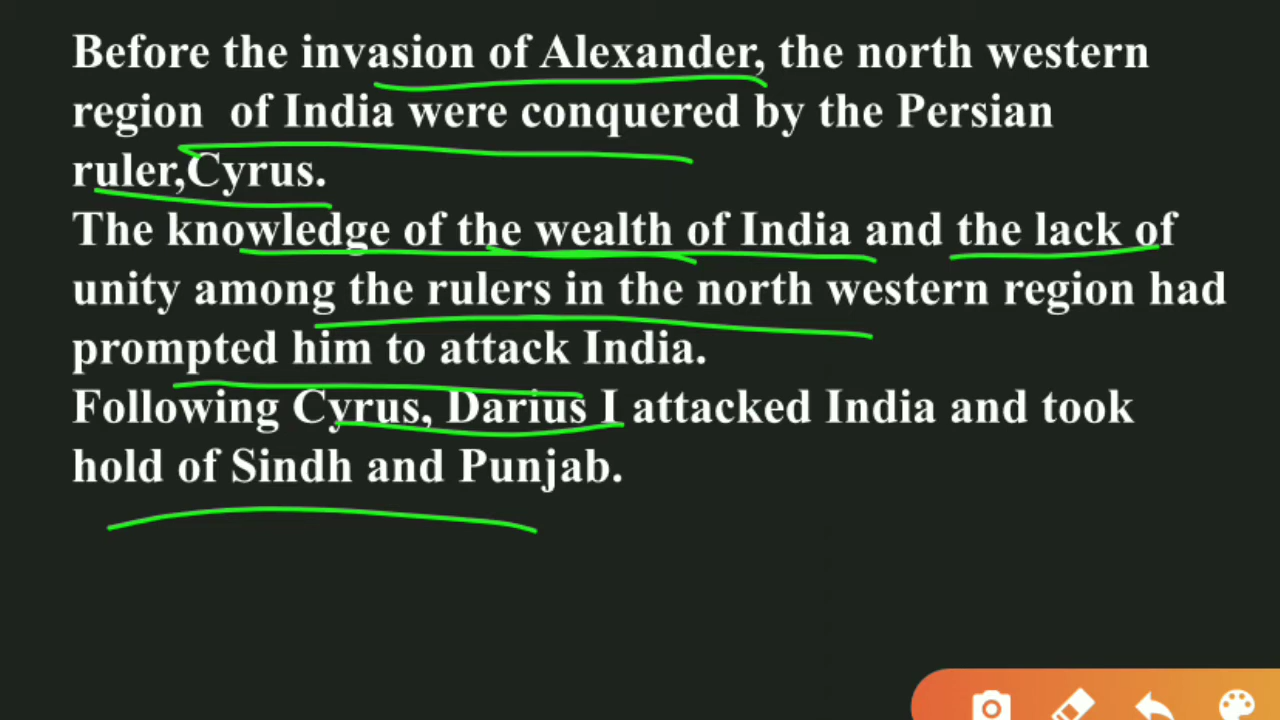 Before the invasion of Alexander, the north western
region of India were conquered by the Persian
ruler,Cyrus.
The knowledge of the wealth of India and the lack of
unity among the rulers in the north western region had
prompted him to attack India.
Following Cyrus, Darius I attacked India and took
hold of Sindh and Punjab.